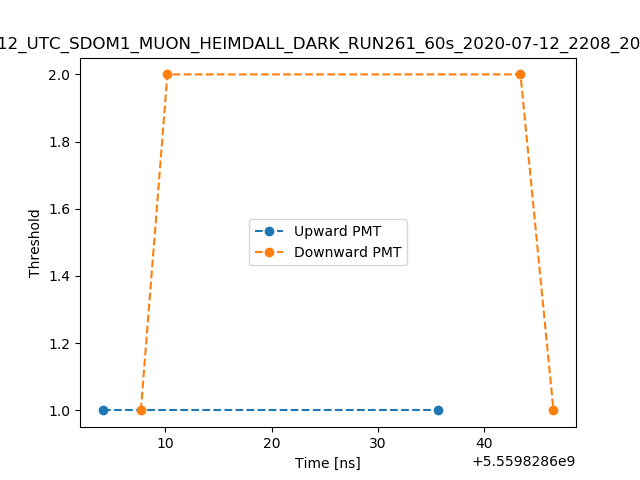 12_UTC_SDOM1_MUON_HEIMDALL_DARK_RUN261_60s_2020-07-12_2208_20
2.0
1.8
1.6
1.4
1.2
1.0
Threshold
Upward PMT
Downward PMT
10 20 30 40
Time [ns]
+5.5598286e9